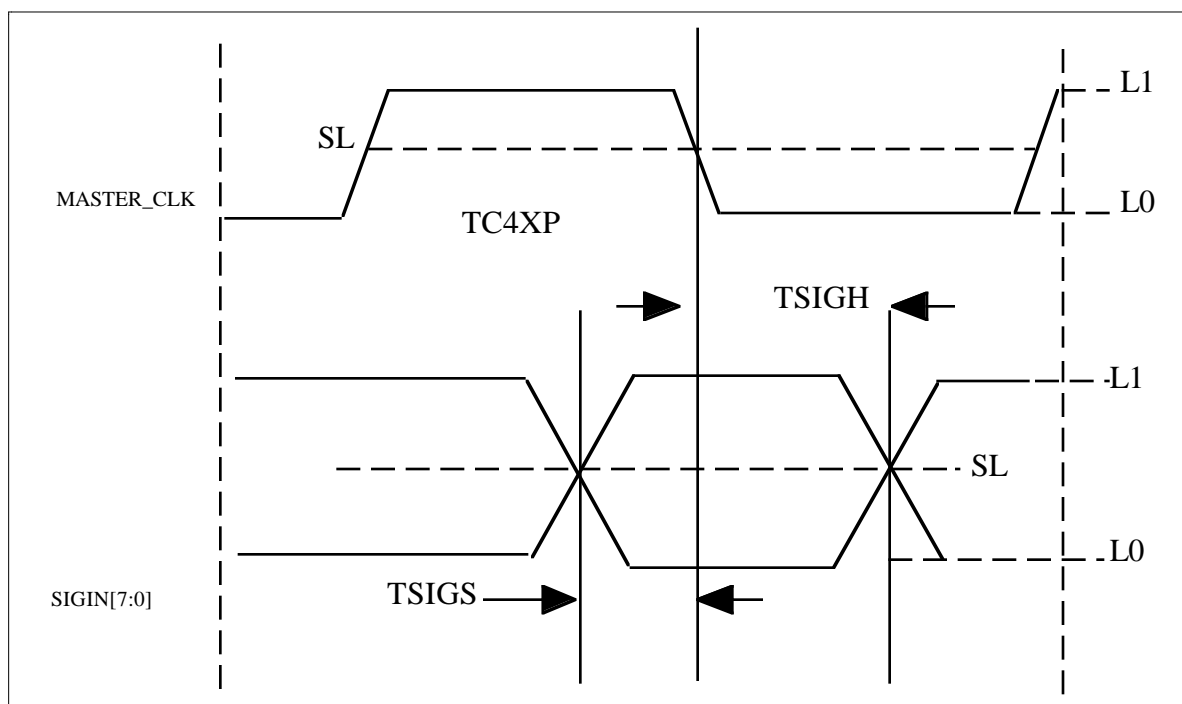 L1
SL
MASTER_CLK
L0
TC4XP
TSIGH
L1
SL
L0
TSIGS
SIGIN[7:0]